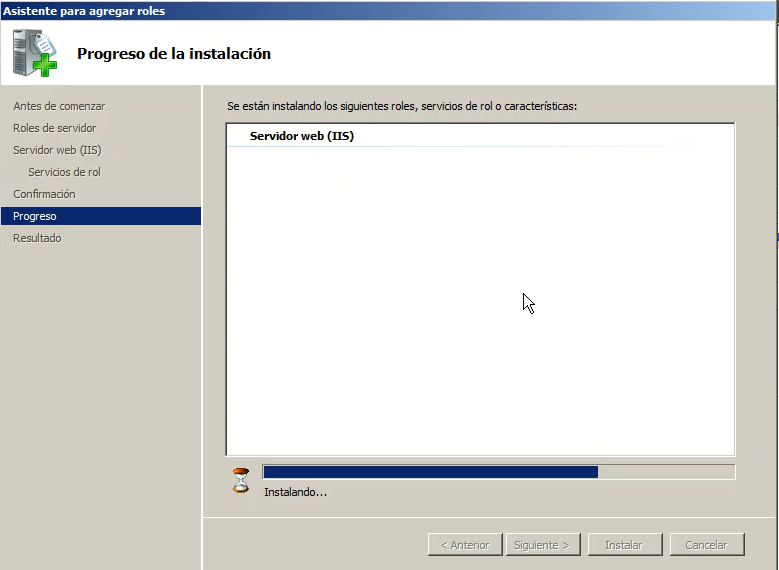 Asistente para agregar roles
Progreso de la instalación
Antes de comenzar
Roles de servidor
Servidor web (IIS)
Servicios de rol
Confirmación
Progreso
Resultado
Se están instalando los siguientes roles, servicios de rol o características:
Servidor web (IIS)
Instalando...
< Anterior
Siguiente >
Instalar
Cancelar